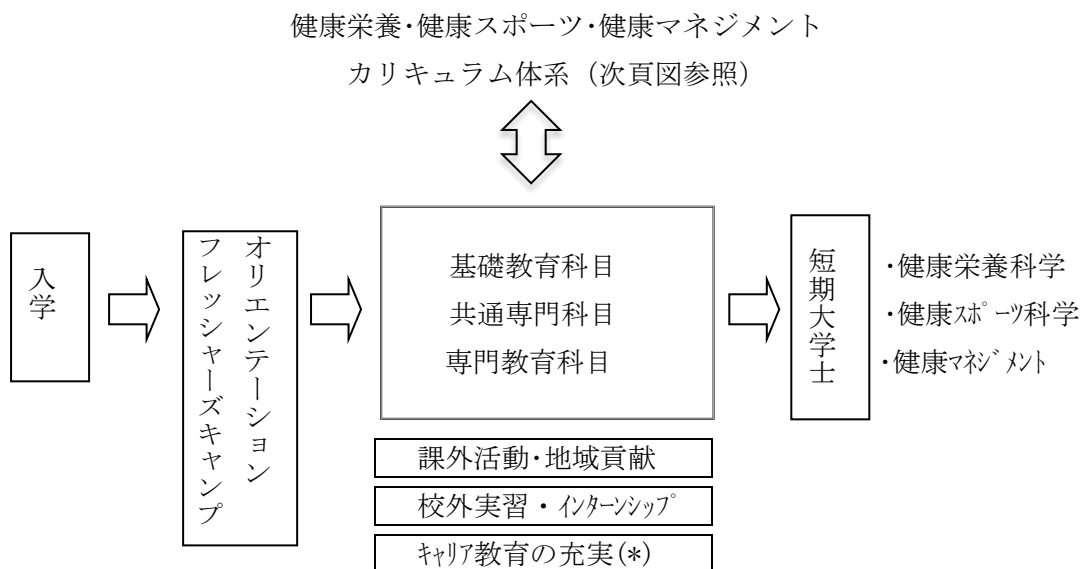 健康栄養･健康スポーツ･健康マネジメント
カリキュラム体系（次頁図参照）
入学
オリエンテーション
フレッシャーズキャンプ
基礎教育科目
共通専門科目
専門教育科目
短期大学士
･健康栄養科学
･健康ｽﾎﾟｰﾂ科学
･健康ﾏﾈｼﾞﾒﾝﾄ
課外活動･地域貢献
校外実習・ｲﾝﾀｰﾝｼｯﾌﾟ
ｷｬﾘｱ教育の充実(*)